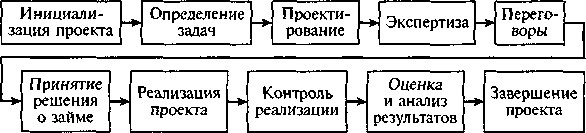 Инициали-
зация проекта
Определение
задач
Проекти-
рование
Экспертиза
Перего-
воры
Принятие
решения
о займе
Реализация
проекта
Контроль
реализации
Оценка
и анализ
результатов
Завершение
проекта